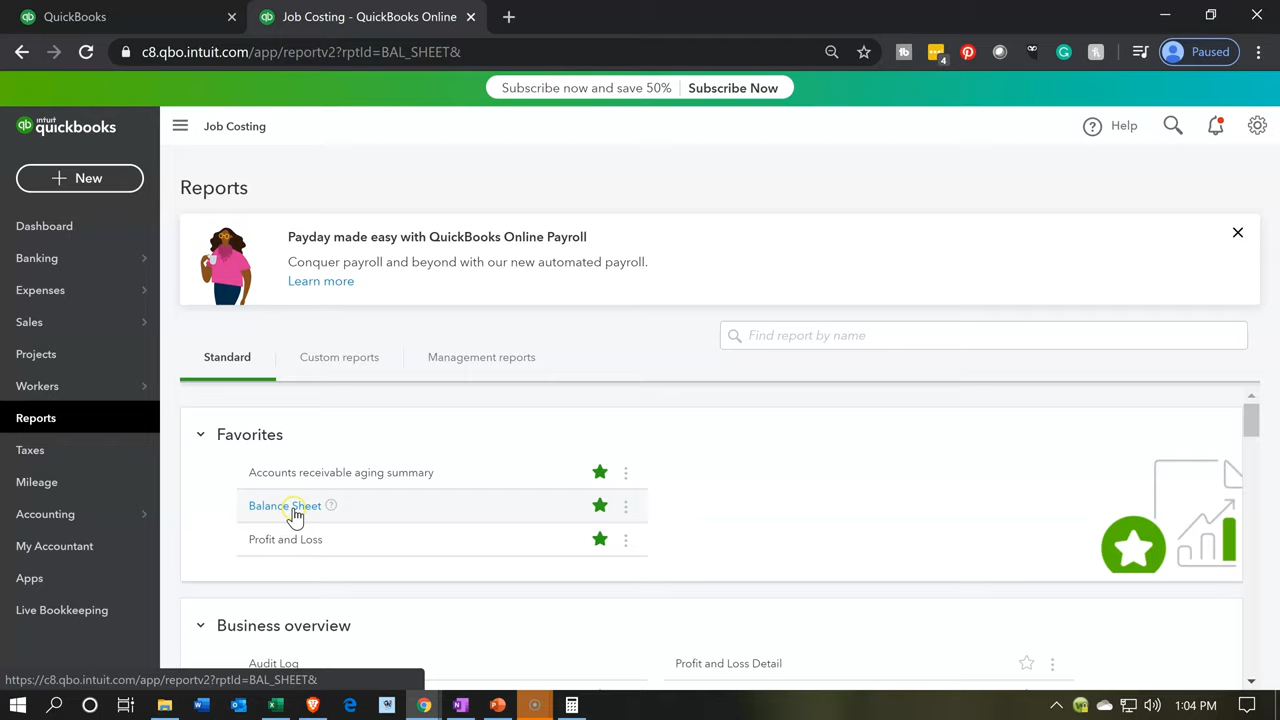 QuickBooks
Job Costing - QuickBooks Online
c8.qbo.intuit.com/app/reportv2?rptId=BAL_SHEET&
4
Paused
Subscribe now and save 50% Subscribe Now
intuit
quickbooks
Job Costing
Help
New
Reports
Dashboard
Banking
Expenses
Sales
Projects
Workers
Reports
Taxes
Mileage
Accounting
My Accountant
Apps
Live Bookkeeping
Payday made easy with QuickBooks Online Payroll
Conquer payroll and beyond with our new automated payroll.
Learn more
Find report by name
Standard
Custom reports
Management reports
Favorites
Accounts receivable aging summary
Balance Sheet
Profit and Loss
Business overview
Audit Log
Profit and Loss Detail
https://c8.qbo.intuit.com/app/reportv2?rptId=BAL_SHEET&
1:04 PM